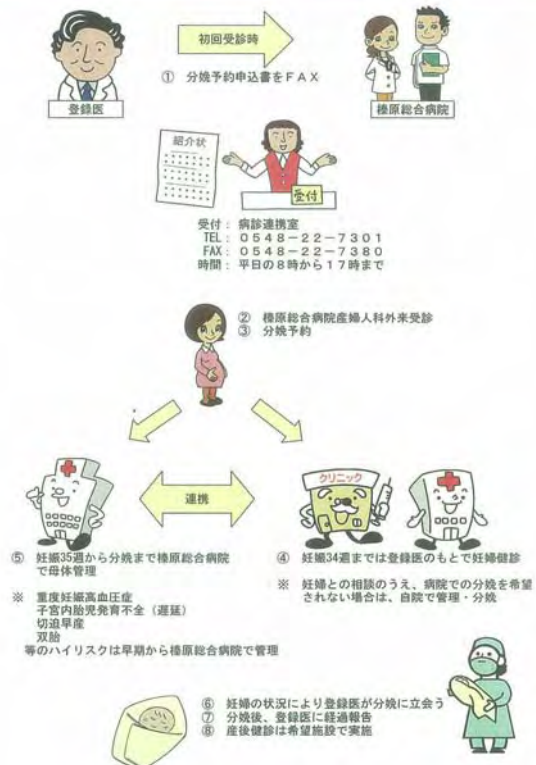 初回受診時
① 分娩予約申込書をFAX
登録医
榛原総合病院
紹介状
受付
受付： 病診連携室
TEL： 0548－22－7301
FAX： 0548－22－7380
時間： 平日の8時から17時まで
② 榛原総合病院産婦人科外来受診
③ 分娩予約
連携
クリニック
⑤ 妊娠35週から分娩まで榛原総合病院
で母体管理
※ 重度妊娠高血圧症
子宮内胎児発育不全（遅延）
切迫早産
双胎
等のハイリスクは早期から榛原総合病院で管理
④ 妊娠34週までは登録医のもとで妊婦健診
※ 妊婦との相談のうえ、病院での分娩を希望
されない場合は、自院で管理・分娩
⑥ 妊婦の状況により登録医が分娩に立会う
⑦ 分娩後、登録医に経過報告
⑧ 産後健診は希望施設で実施